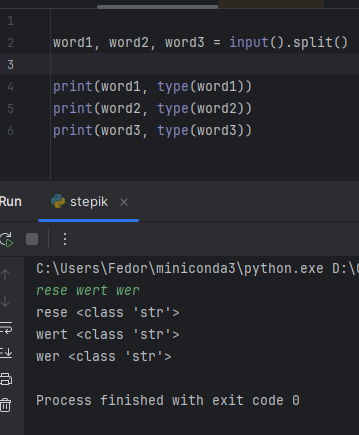 1
2 word1, word2, word3 = input().split()
3
4 print(word1, type(word1))
5 print(word2, type(word2))
6 print(word3, type(word3))
Run stepik ×
C:\Users\Fedor\miniconda3\python.exe D:\
rese wert wer
rese <class 'str'>
wert <class 'str'>
wer <class 'str'>
Process finished with exit code 0